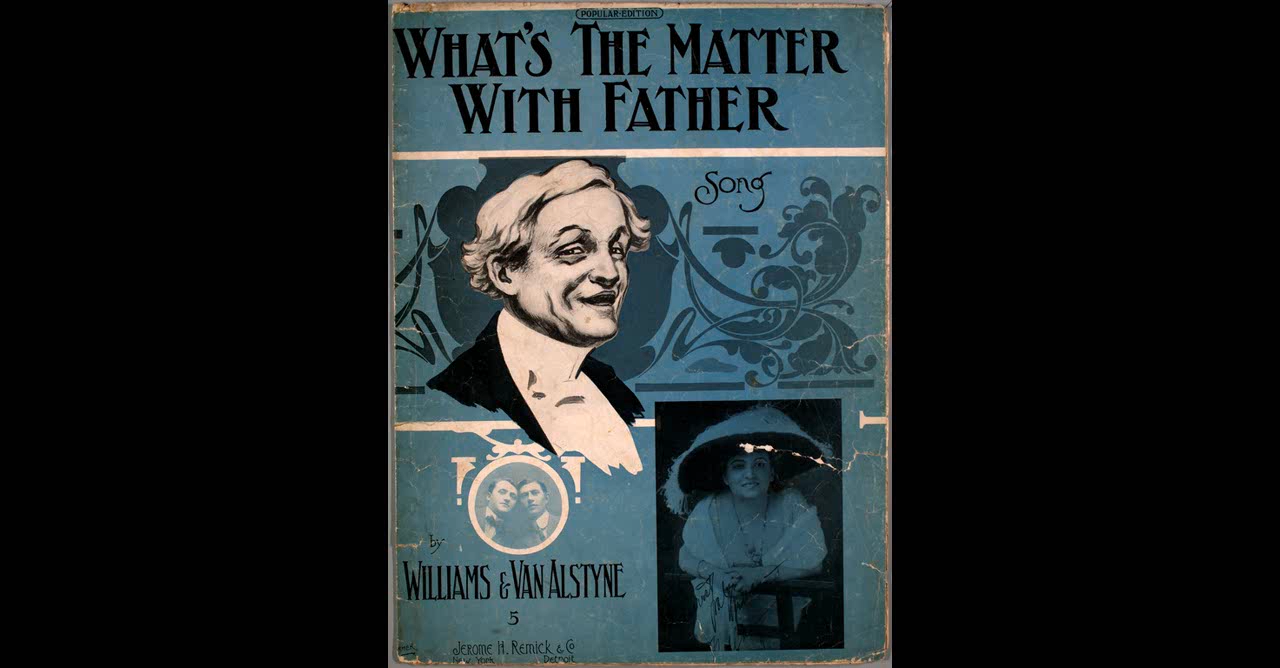 POPULAR-EDITION
WHAT'S THE MATTER
WITH FATHER
Song
by
WILLIAMS & VAN ALSTYNE
5
JEROME H. REMICK & CO
NEW YORK Detroit